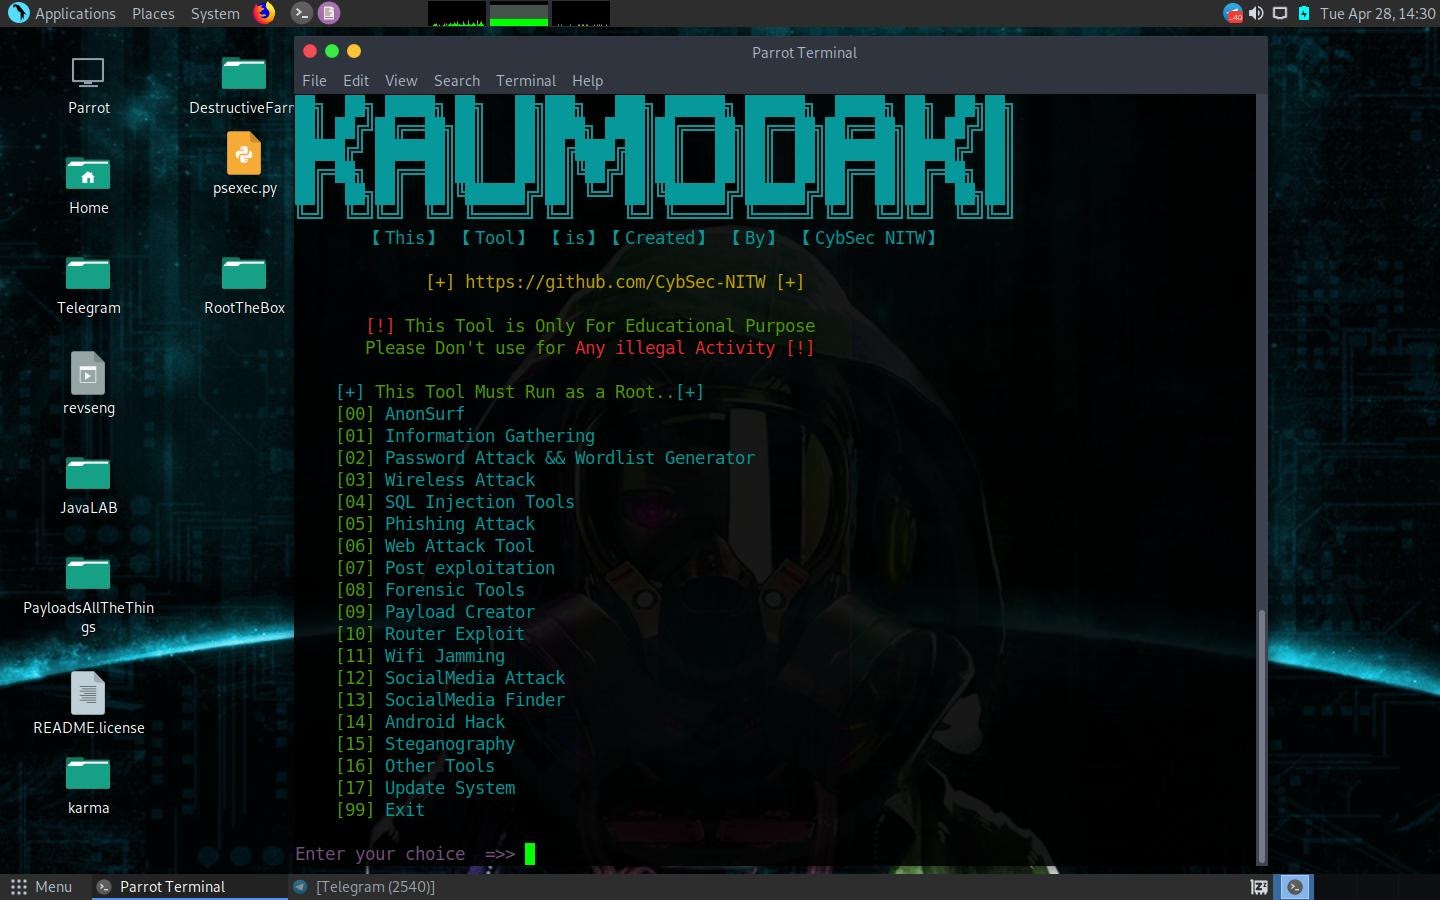 Applications Places System
Tue Apr 28, 14:30
Parrot
DestructiveFarm
psexec.py
Home
Telegram
RootTheBox
revseng
JavaLAB
PayloadsAllTheThin
gs
README.license
karma
Parrot Terminal
File Edit View Search Terminal Help
KAUMODAKI
【This】 【Tool】 【is】【Created】 【By】 【CybSec NITW】
[+] https://github.com/CybSec-NITW [+]
[!] This Tool is Only For Educational Purpose
Please Don't use for Any illegal Activity [!]
[+] This Tool Must Run as a Root..[+]
[00] AnonSurf
[01] Information Gathering
[02] Password Attack && Wordlist Generator
[03] Wireless Attack
[04] SQL Injection Tools
[05] Phishing Attack
[06] Web Attack Tool
[07] Post exploitation
[08] Forensic Tools
[09] Payload Creator
[10] Router Exploit
[11] Wifi Jamming
[12] SocialMedia Attack
[13] SocialMedia Finder
[14] Android Hack
[15] Steganography
[16] Other Tools
[17] Update System
[99] Exit
Enter your choice =>>
Menu Parrot Terminal [Telegram (2540)]